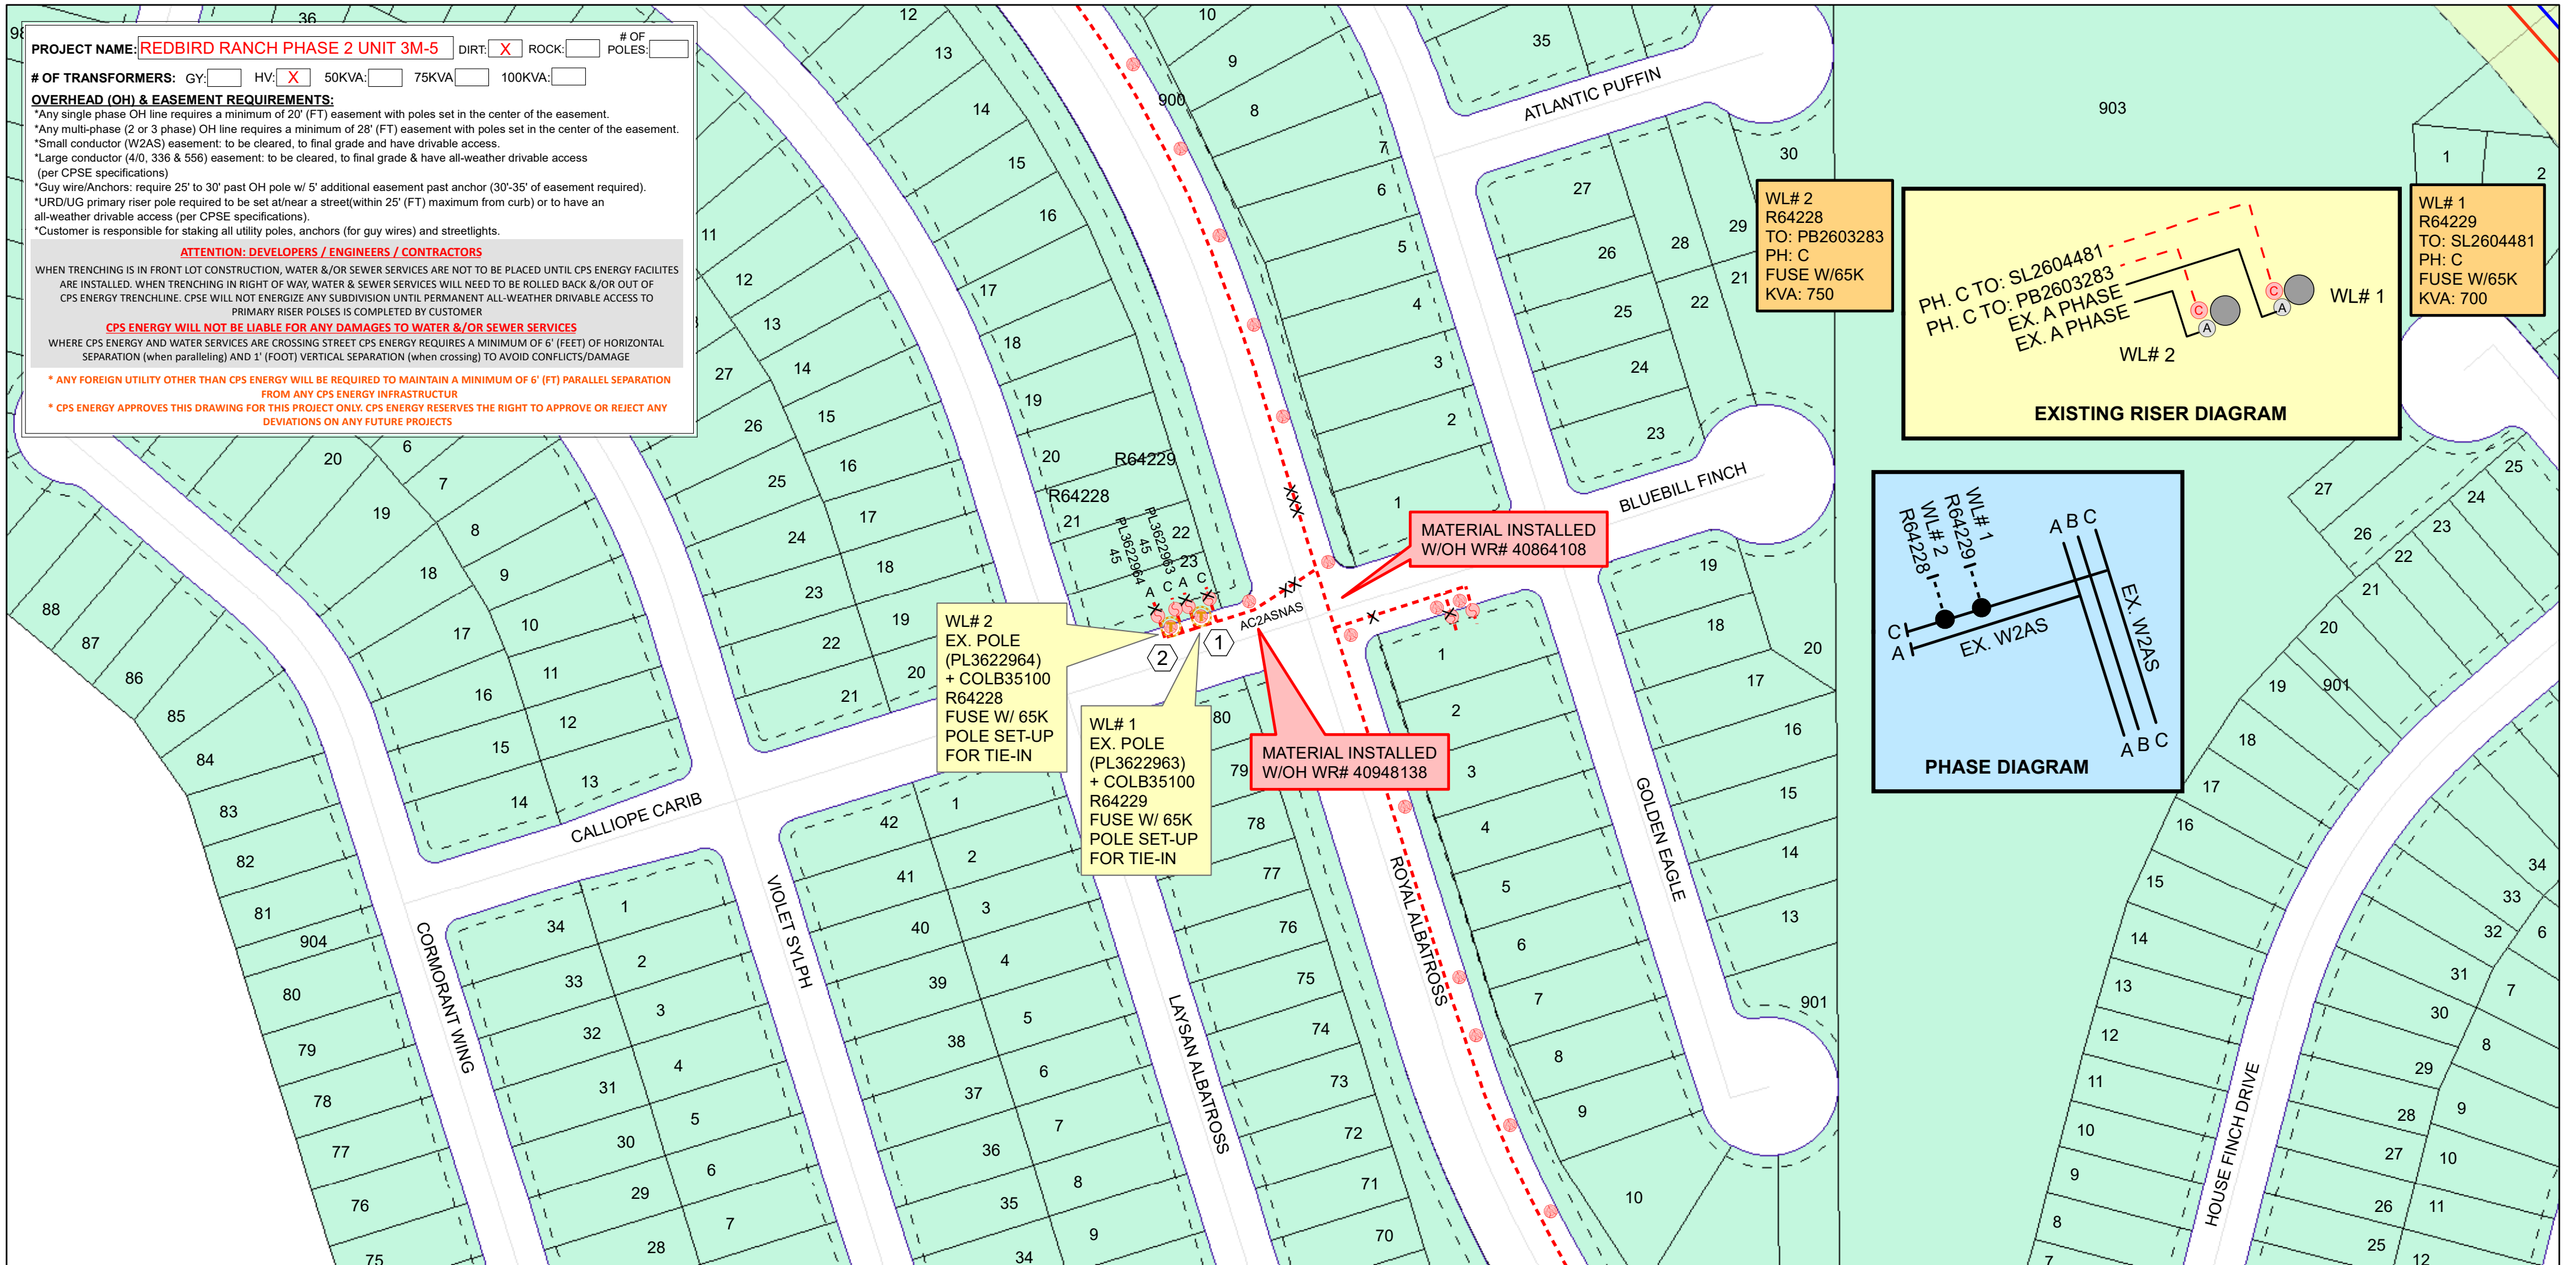 PROJECT NAME: REDBIRD RANCH PHASE 2 UNIT 3M-5 DIRT: X ROCK: # OF POLES:
# OF TRANSFORMERS: GY: HV: X 50KVA: 75KVA 100KVA:
OVERHEAD (OH) & EASEMENT REQUIREMENTS:
*Any single phase OH line requires a minimum of 20' (FT) easement with poles set in the center of the easement.
*Any multi-phase (2 or 3 phase) OH line requires a minimum of 28' (FT) easement with poles set in the center of the easement.
*Small conductor (W2AS) easement: to be cleared, to final grade and have drivable access.
*Large conductor (4/0, 336 & 556) easement: to be cleared, to final grade & have all-weather drivable access
(per CPSE specifications)
*Guy wire/Anchors: require 25' to 30' past OH pole w/ 5' additional easement past anchor (30'-35' of easement required).
*URD/UG primary riser pole required to be set at/near a street(within 25' (FT) maximum from curb) or to have an
all-weather drivable access (per CPSE specifications).
*Customer is responsible for staking all utility poles, anchors (for guy wires) and streetlights.
ATTENTION: DEVELOPERS / ENGINEERS / CONTRACTORS
WHEN TRENCHING IS IN FRONT LOT CONSTRUCTION, WATER &/OR SEWER SERVICES ARE NOT TO BE PLACED UNTIL CPS ENERGY FACILITES
ARE INSTALLED. WHEN TRENCHING IN RIGHT OF WAY, WATER & SEWER SERVICES WILL NEED TO BE ROLLED BACK &/OR OUT OF
CPS ENERGY TRENCHLINE. CPSE WILL NOT ENERGIZE ANY SUBDIVISION UNTIL PERMANENT ALL-WEATHER DRIVABLE ACCESS TO
PRIMARY RISER POLSES IS COMPLETED BY CUSTOMER
CPS ENERGY WILL NOT BE LIABLE FOR ANY DAMAGES TO WATER &/OR SEWER SERVICES
WHERE CPS ENERGY AND WATER SERVICES ARE CROSSING STREET CPS ENERGY REQUIRES A MINIMUM OF 6' (FEET) OF HORIZONTAL
SEPARATION (when paralleling) AND 1' (FOOT) VERTICAL SEPARATION (when crossing) TO AVOID CONFLICTS/DAMAGE
* ANY FOREIGN UTILITY OTHER THAN CPS ENERGY WILL BE REQUIRED TO MAINTAIN A MINIMUM OF 6' (FT) PARALLEL SEPARATION
FROM ANY CPS ENERGY INFRASTRUCTUR
* CPS ENERGY APPROVES THIS DRAWING FOR THIS PROJECT ONLY. CPS ENERGY RESERVES THE RIGHT TO APPROVE OR REJECT ANY
DEVIATIONS ON ANY FUTURE PROJECTS
WL# 2
R64228
TO: PB2603283
PH: C
FUSE W/65K
KVA: 750
PH. C TO: SL2604481
PH. C TO: PB2603283
EX. A PHASE
EX. A PHASE
C
A
C
A
WL# 1
WL# 2
EXISTING RISER DIAGRAM
WL# 1
R64229
TO: SL2604481
PH: C
FUSE W/65K
KVA: 700
WL# 1
R64229
WL# 2
R64228
A B C
C
A
EX. W2AS
EX. W2AS
A B C
PHASE DIAGRAM
MATERIAL INSTALLED
W/OH WR# 40864108
MATERIAL INSTALLED
W/OH WR# 40948138
WL# 2
EX. POLE
(PL3622964)
+ COLB35100
R64228
FUSE W/ 65K
POLE SET-UP
FOR TIE-IN
WL# 1
EX. POLE
(PL3622963)
+ COLB35100
R64229
FUSE W/ 65K
POLE SET-UP
FOR TIE-IN
R64229
R64228
PL3622963
45
PL3622964
45
A C A C
AC2ASNAS
1
2
ATLANTIC PUFFIN
BLUEBILL FINCH
CALLIOPE CARIB
CORMORANT WING
VIOLET SYLPH
LAYSAN ALBATROSS
ROYAL ALBATROSS
GOLDEN EAGLE
HOUSE FINCH DRIVE
900
903
901
901
904